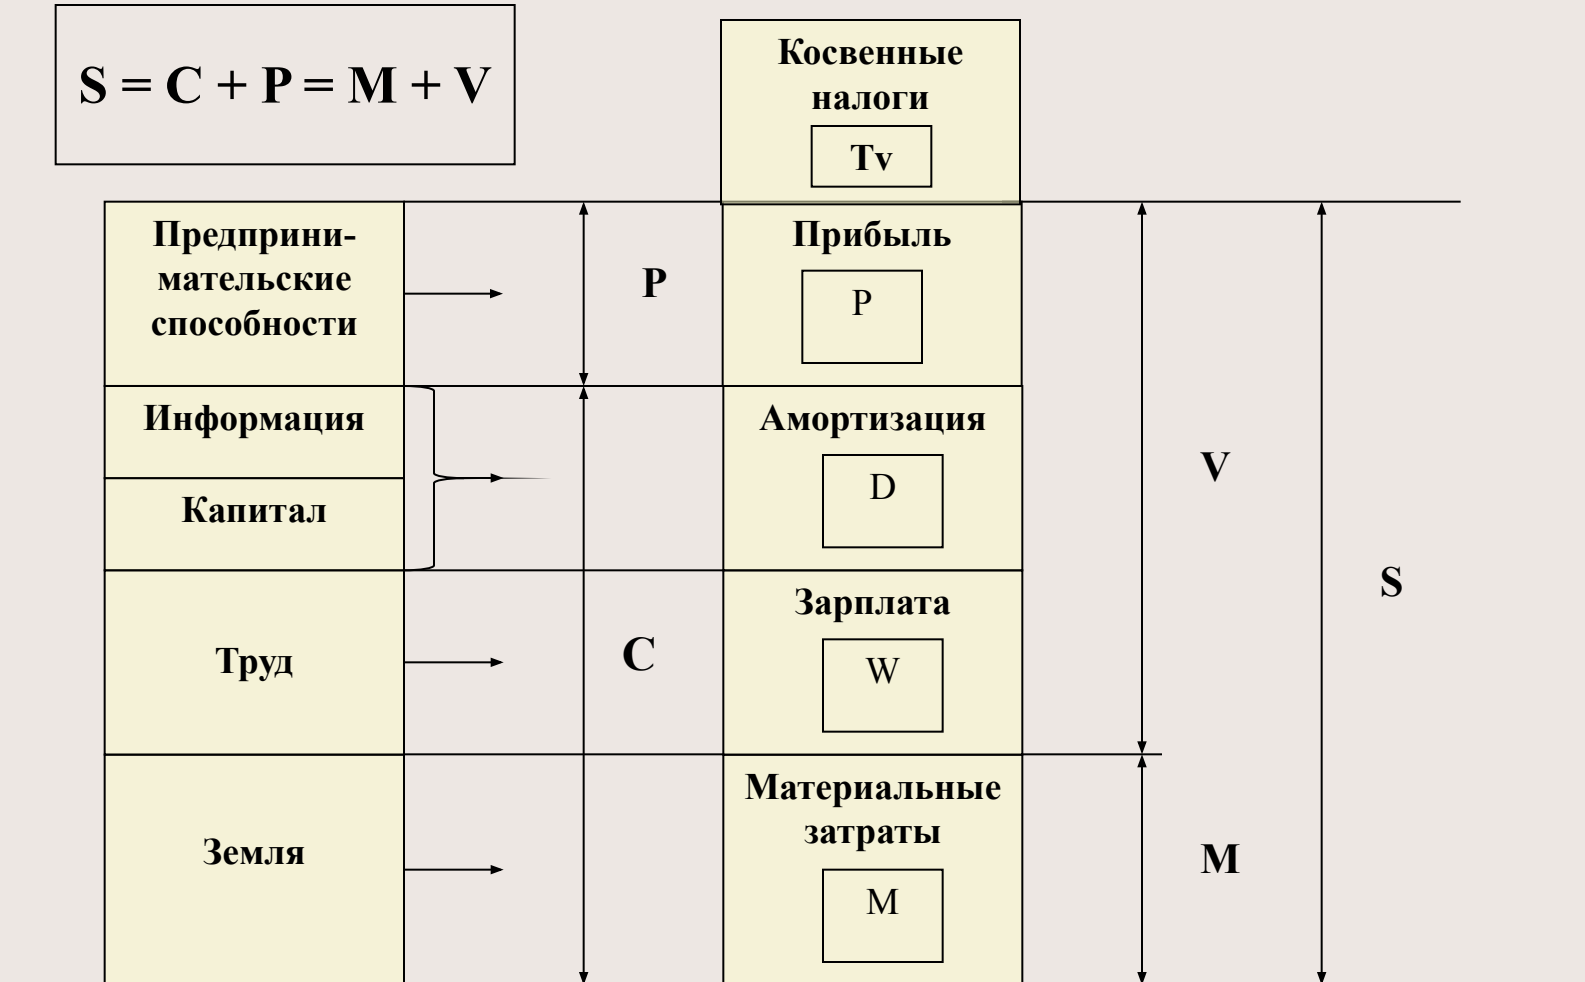 S = C + P = M + V
Косвенные
налоги
Tv
Предприни-
мательские
способности
P
Прибыль
P
Информация
Капитал
Амортизация
D
V
S
Труд
C
Зарплата
W
Земля
Материальные
затраты
M
M